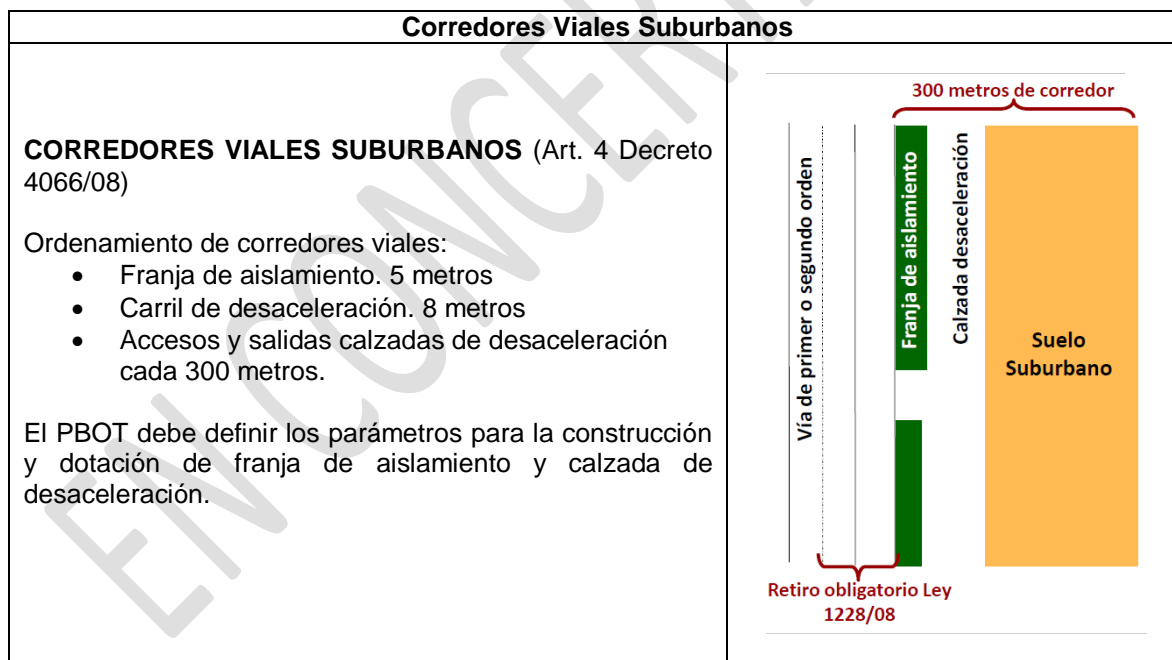 Corredores Viales Suburbanos
CORREDORES VIALES SUBURBANOS (Art. 4 Decreto
4066/08)
Ordenamiento de corredores viales:
• Franja de aislamiento. 5 metros
• Carril de desaceleración. 8 metros
• Accesos y salidas calzadas de desaceleración
cada 300 metros.
El PBOT debe definir los parámetros para la construcción
y dotación de franja de aislamiento y calzada de
desaceleración.
300 metros de corredor
Vía de primer o segundo orden
Franja de aislamiento
Calzada desaceleración
Suelo
Suburbano
Retiro obligatorio Ley
1228/08
EN CONCERT